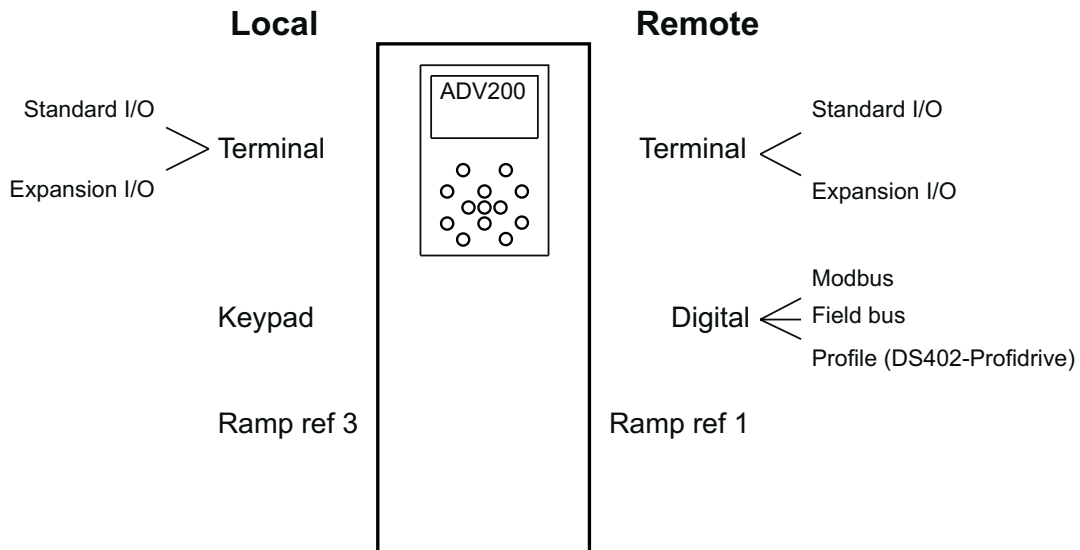 Local
Remote
ADV200
Standard I/O
Terminal
Expansion I/O
Terminal
Standard I/O
Expansion I/O
Keypad
Digital
Modbus
Field bus
Profile (DS402-Profidrive)
Ramp ref 3
Ramp ref 1